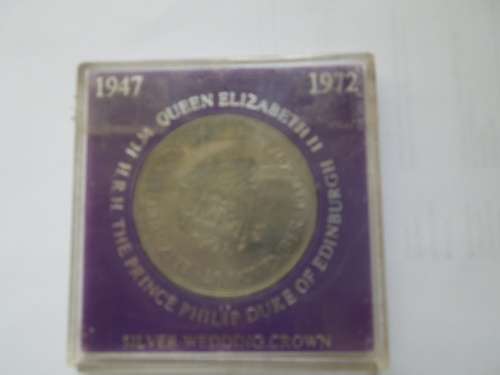 1947 1972
H.M. QUEEN ELIZABETH II
H.R.H. THE PRINCE PHILIP DUKE OF EDINBURGH
SILVER WEDDING CROWN